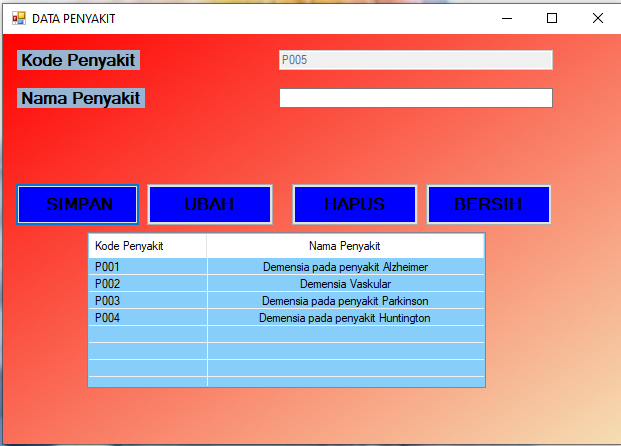 DATA PENYAKIT
Kode Penyakit P005
Nama Penyakit
SIMPAN UBAH HAPUS BERSIH
Kode Penyakit Nama Penyakit
P001 Demensia pada penyakit Alzheimer
P002 Demensia Vaskular
P003 Demensia pada penyakit Parkinson
P004 Demensia pada penyakit Huntington